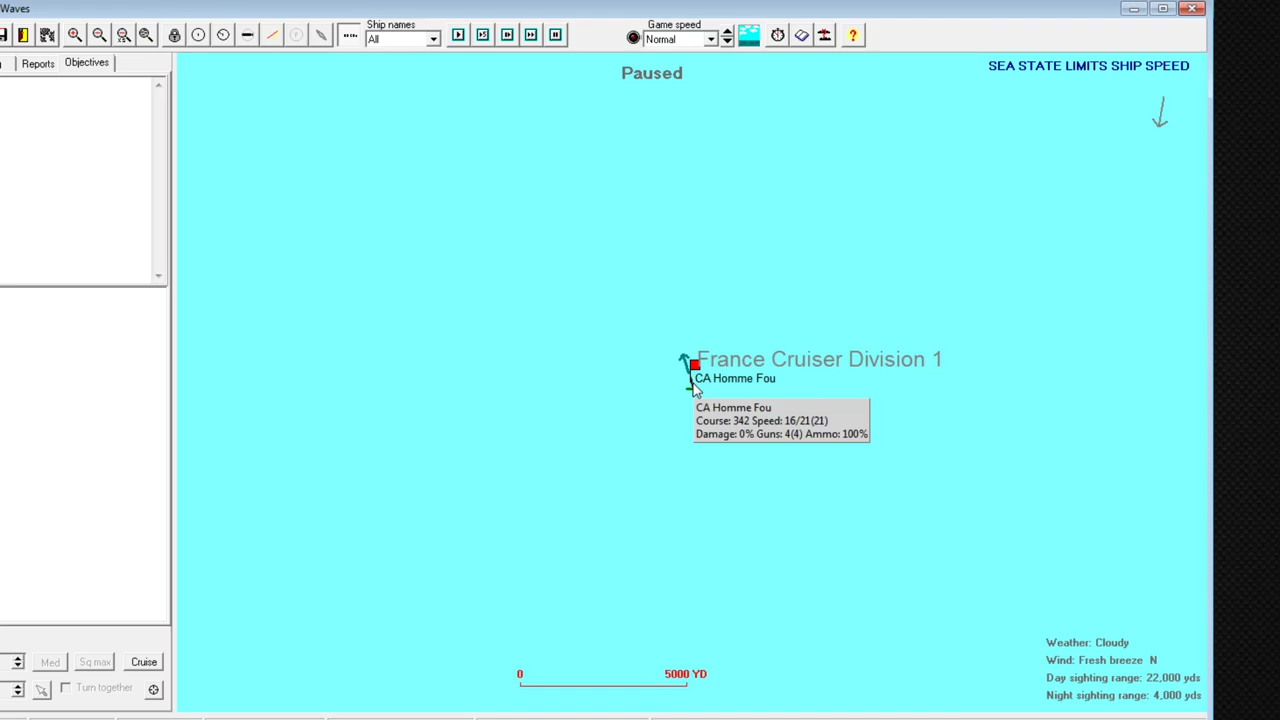 Waves
Ship names
All
Game speed
Normal
?
Reports
Objectives
Paused
SEA STATE LIMITS SHIP SPEED
France Cruiser Division 1
CA Homme Fou
CA Homme Fou
Course: 342 Speed: 16/21(21)
Damage: 0% Guns: 4(4) Ammo: 100%
Weather: Cloudy
Wind: Fresh breeze N
Day sighting range: 22,000 yds
Night sighting range: 4,000 yds
Med
Sq max
Cruise
Turn together
0
5000 YD